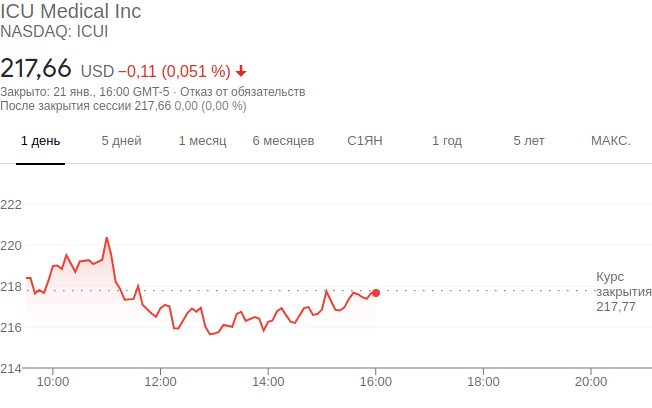 ICU Medical Inc
NASDAQ: ICUI
217,66 USD −0,11 (0,051 %)
Закрыто: 21 янв., 16:00 GMT-5 · Отказ от обязательств
После закрытия сессии 217,66 0,00 (0,00 %)
1 день 5 дней 1 месяц 6 месяцев С1ЯН 1 год 5 лет МАКС.
222
220
218
216
214
Курс
закрытия
217,77
10:00 12:00 14:00 16:00 18:00 20:00